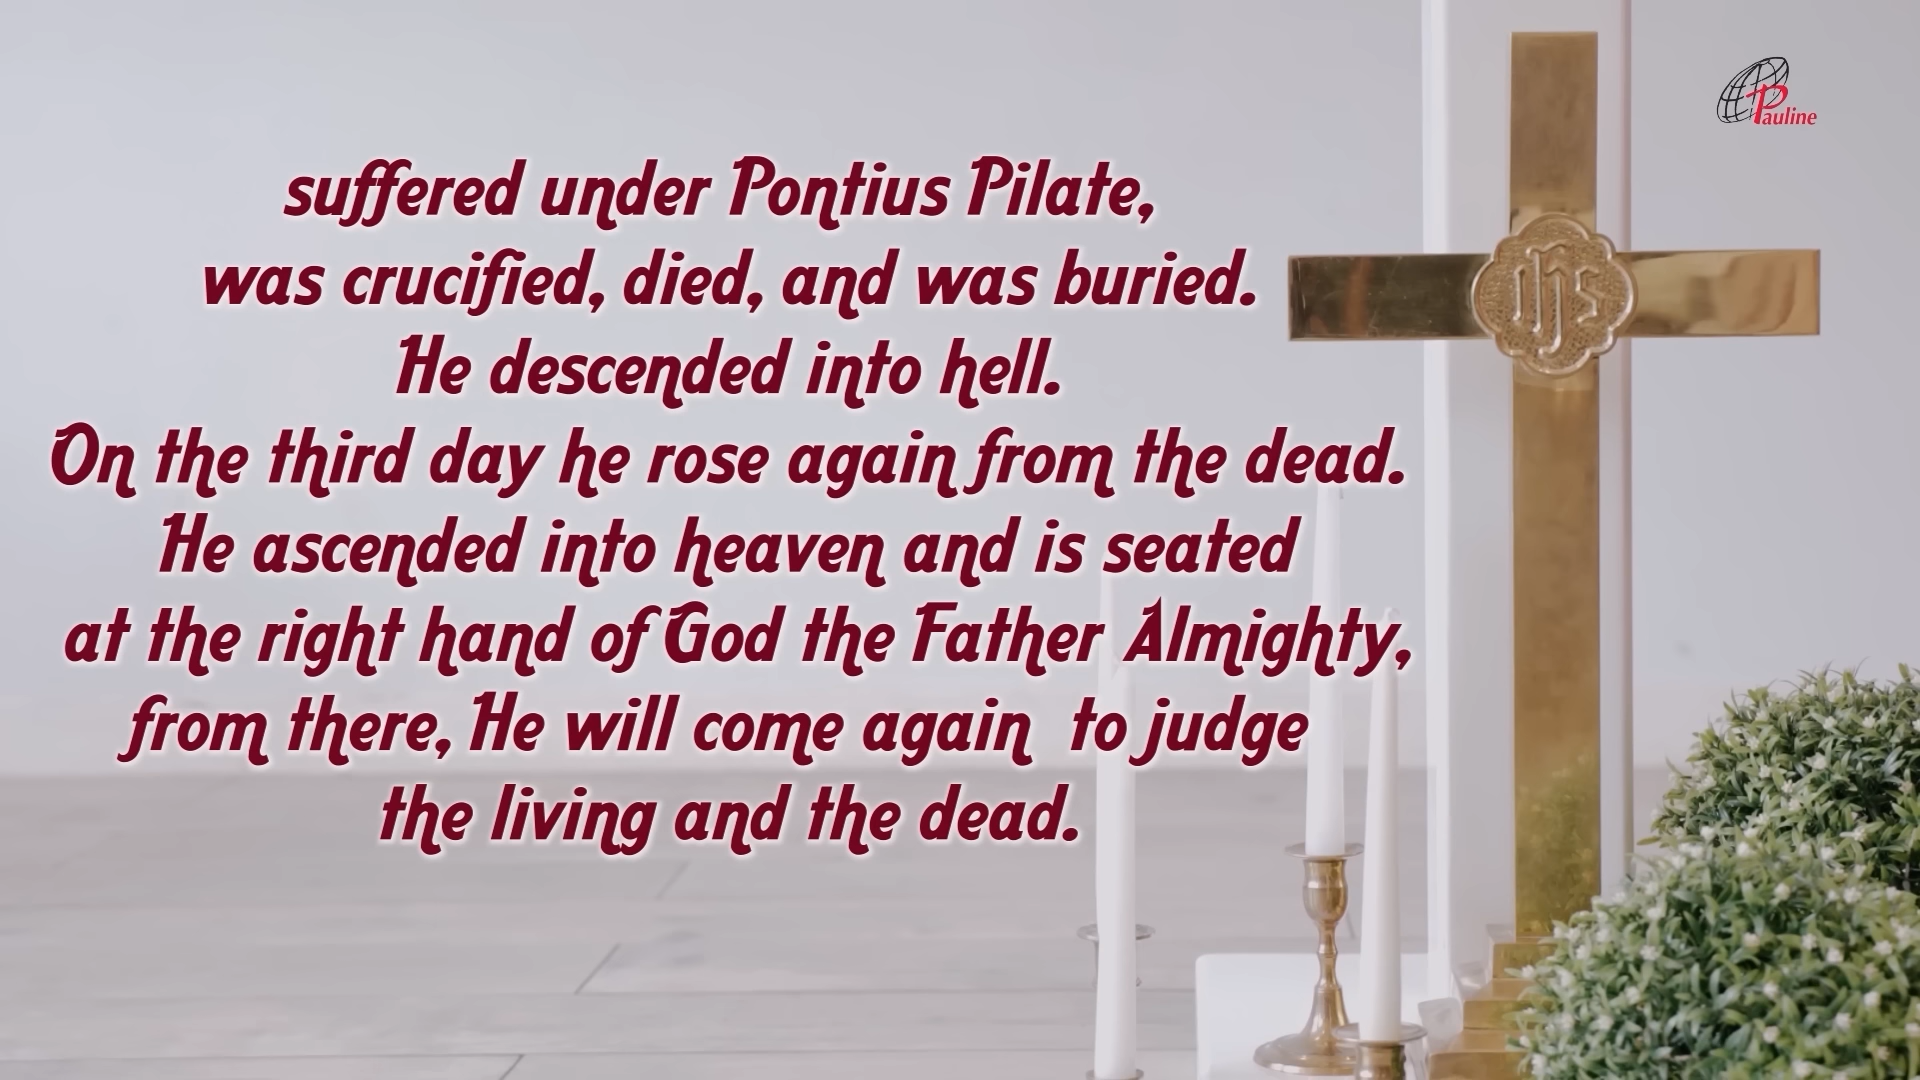 suffered under Pontius Pilate,
was crucified, died, and was buried.
He descended into hell.
On the third day he rose again from the dead.
He ascended into heaven and is seated
at the right hand of God the Father Almighty,
from there, He will come again to judge
the living and the dead.
Pauline
IHS